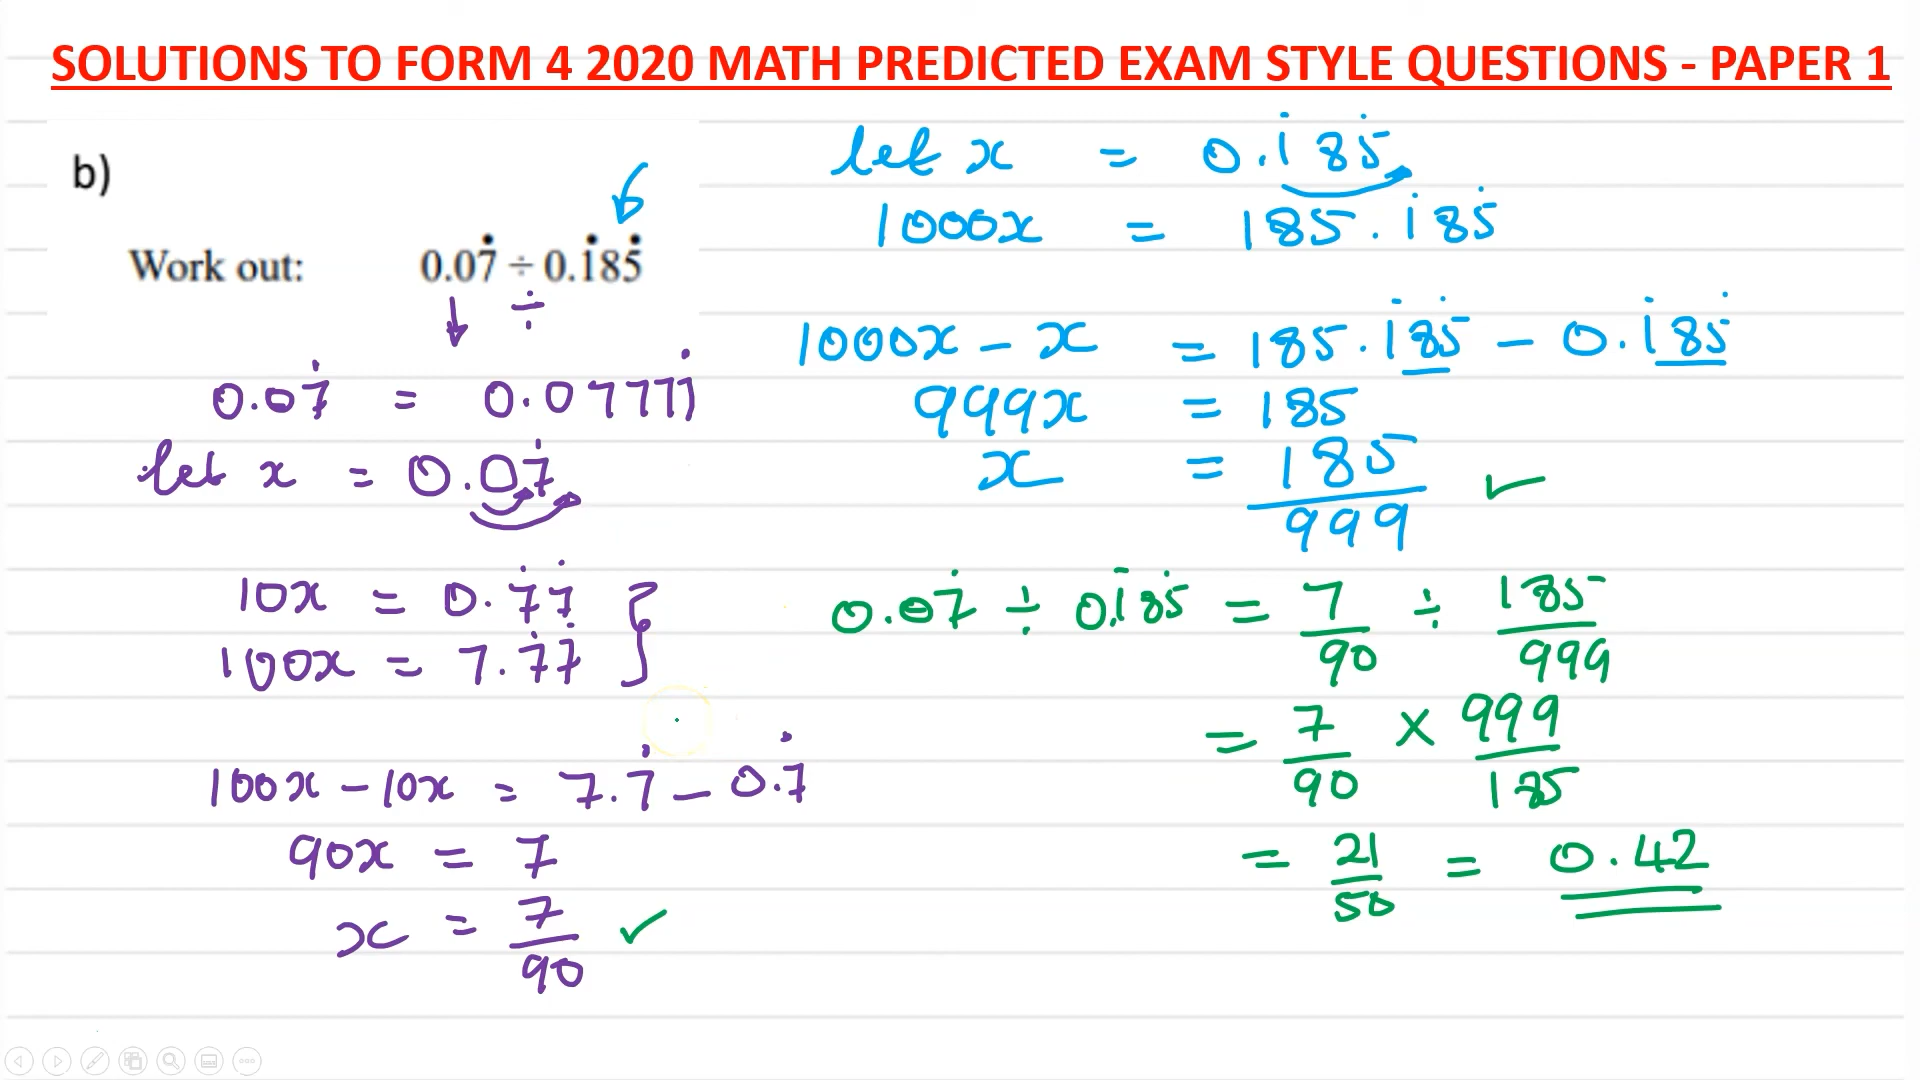 SOLUTIONS TO FORM 4 2020 MATH PREDICTED EXAM STYLE QUESTIONS - PAPER 1
b)
Work out: 0.07̇ ÷ 0.1̇85̇
÷
0.07̇ = 0.07777̇
let x = 0.07̇
10x = 0.7̇7̇
100x = 7.7̇7̇
100x - 10x = 7.7̇ - 0.7̇
90x = 7
x = 7/90 ✓
let x = 0.1̇85̇
1000x = 185.1̇85̇
1000x - x = 185.1̇85̇ - 0.1̇85̇
999x = 185
x = 185/999 ✓
0.07̇ ÷ 0.1̇85̇ = 7/90 ÷ 185/999
= 7/90 × 999/185
= 21/50 = 0.42